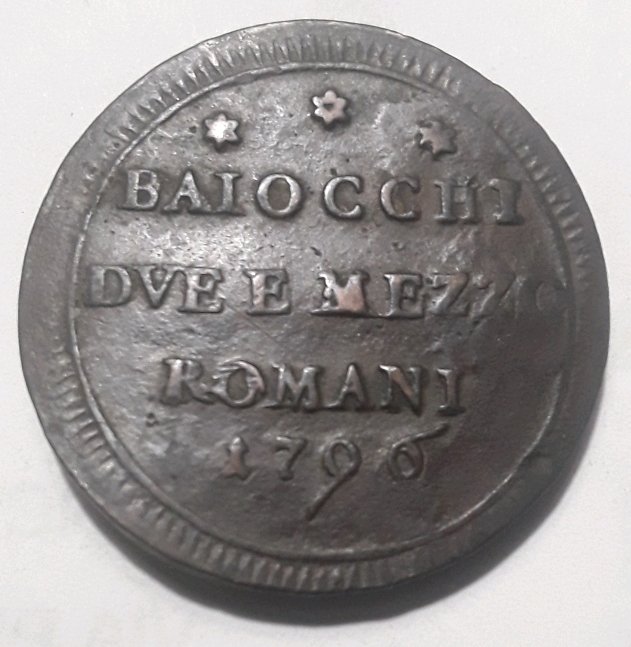 BAIOCCHI
DVE E MEZZO
ROMANI
1796